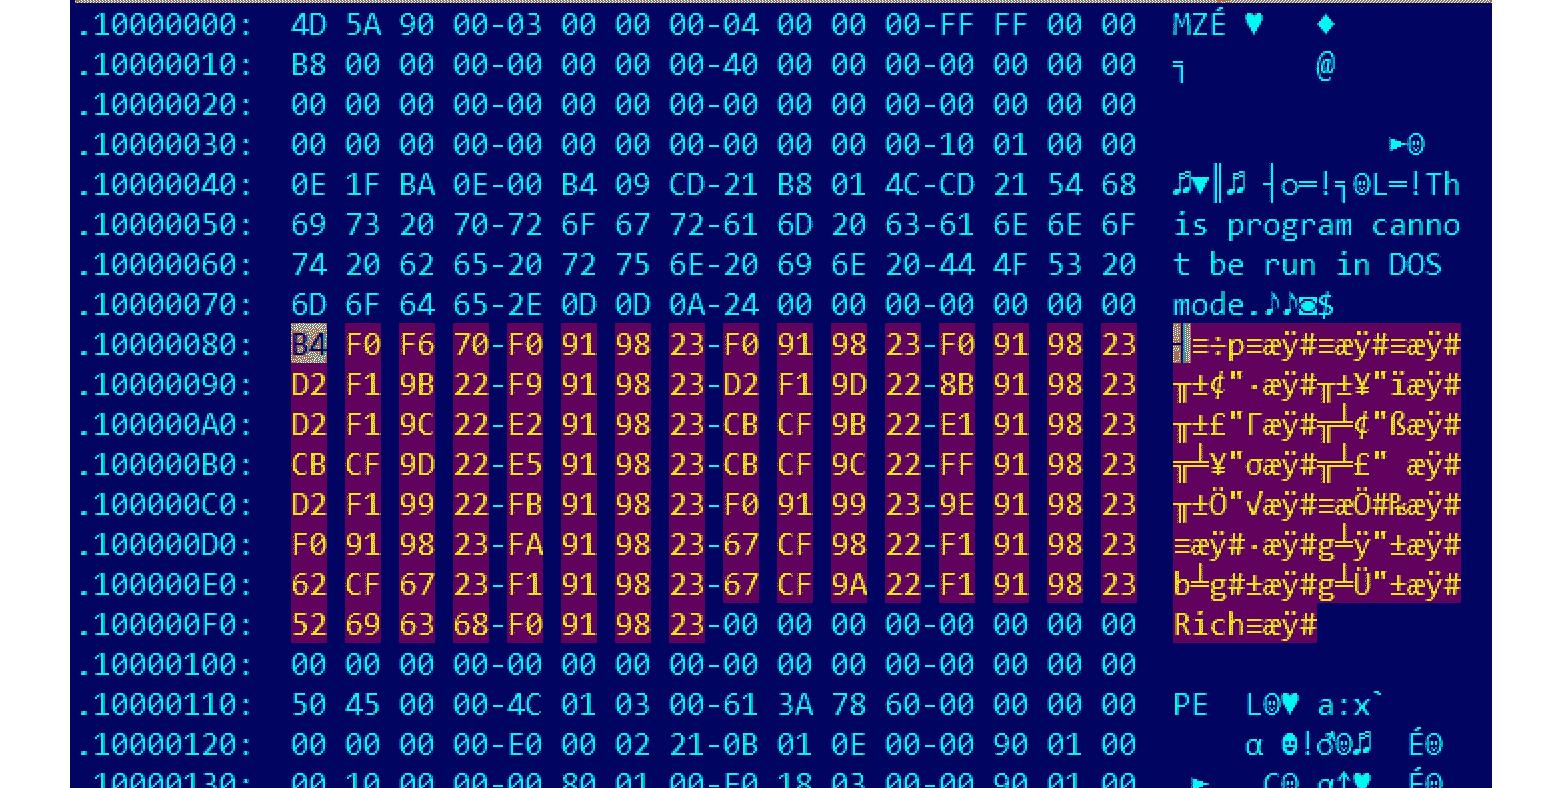 .10000000: 4D 5A 90 00-03 00 00 00-04 00 00 00-FF FF 00 00 MZÉ ♥ ♦
.10000010: B8 00 00 00-00 00 00 00-40 00 00 00-00 00 00 00 ╕ @
.10000020: 00 00 00 00-00 00 00 00-00 00 00 00-00 00 00 00
.10000030: 00 00 00 00-00 00 00 00-00 00 00 00-10 01 00 00 ►☺
.10000040: 0E 1F BA 0E-00 B4 09 CD-21 B8 01 4C-CD 21 54 68 ♫▼║♫ ┤○═!╕☺L═!Th
.10000050: 69 73 20 70-72 6F 67 72-61 6D 20 63-61 6E 6E 6F is program canno
.10000060: 74 20 62 65-20 72 75 6E-20 69 6E 20-44 4F 53 20 t be run in DOS
.10000070: 6D 6F 64 65-2E 0D 0D 0A-24 00 00 00-00 00 00 00 mode.♪♪◙$
.10000080: B4 F0 F6 70-F0 91 98 23-F0 91 98 23-F0 91 98 23 ┤≡÷p≡æÿ#≡æÿ#≡æÿ#
.10000090: D2 F1 9B 22-F9 91 98 23-D2 F1 9D 22-8B 91 98 23 ╥±¢"∙æÿ#╥±¥"ïæÿ#
.100000A0: D2 F1 9C 22-E2 91 98 23-CB CF 9B 22-E1 91 98 23 ╥±£"Γæÿ#╦╧¢"ßæÿ#
.100000B0: CB CF 9D 22-E5 91 98 23-CB CF 9C 22-FF 91 98 23 ╦╧¥"σæÿ#╦╧£" æÿ#
.100000C0: D2 F1 99 22-FB 91 98 23-F0 91 99 23-9E 91 98 23 ╥±Ö"√æÿ#≡æÖ#₧æÿ#
.100000D0: F0 91 98 23-FA 91 98 23-67 CF 98 22-F1 91 98 23 ≡æÿ#·æÿ#g╧ÿ"±æÿ#
.100000E0: 62 CF 67 23-F1 91 98 23-67 CF 9A 22-F1 91 98 23 b╧g#±æÿ#g╧Ü"±æÿ#
.100000F0: 52 69 63 68-F0 91 98 23-00 00 00 00-00 00 00 00 Rich≡æÿ#
.10000100: 00 00 00 00-00 00 00 00-00 00 00 00-00 00 00 00
.10000110: 50 45 00 00-4C 01 03 00-61 3A 78 60-00 00 00 00 PE L☺♥ a:x`
.10000120: 00 00 00 00-E0 00 02 21-0B 01 0E 00-00 90 01 00 α ☻!♂☺♫ É☺
.10000130: 00 10 00 00-00 80 01 00-F0 18 03 00-00 90 01 00 ► Ç☺ ≡↑♥ É☺